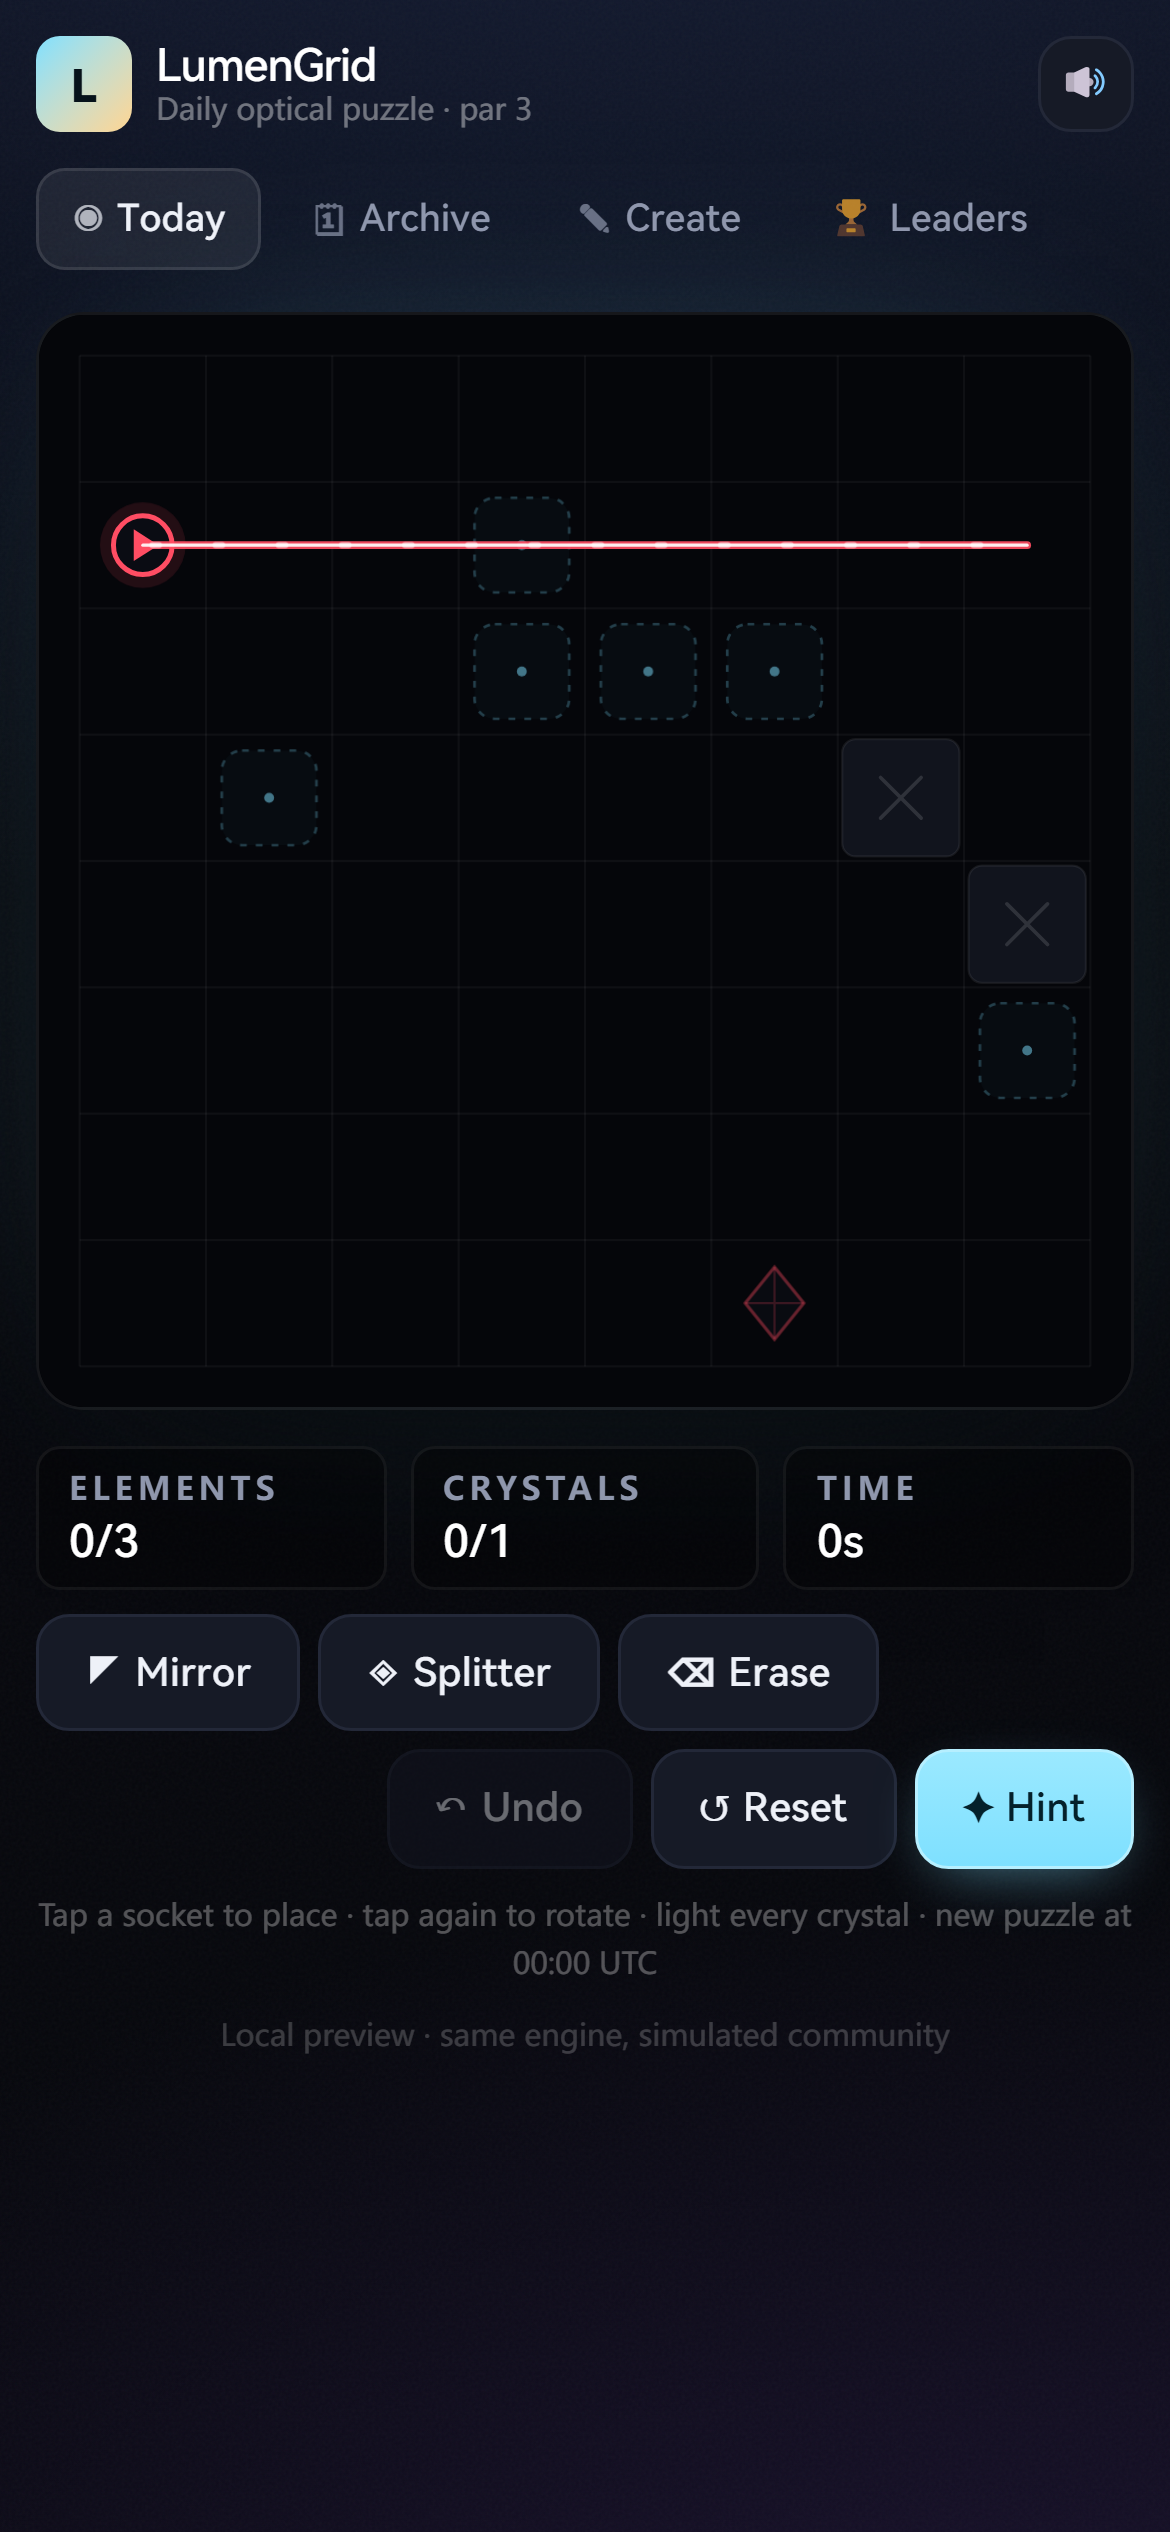 L
LumenGrid
Daily optical puzzle · par 3
Today
Archive
Create
Leaders
ELEMENTS
0/3
CRYSTALS
0/1
TIME
0s
Mirror
Splitter
Erase
Undo
Reset
Hint
Tap a socket to place · tap again to rotate · light every crystal · new puzzle at
00:00 UTC
Local preview · same engine, simulated community